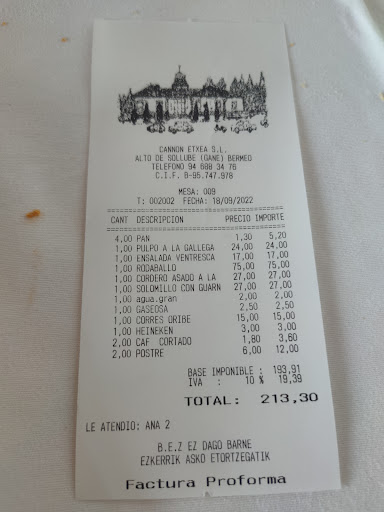 CANNON ETXEA S.L.
ALTO DE SOLLUBE (GANE) BERMEO
TELEFONO 94 608 34 76
C.I.F. B-95.747.978
MESA: 009
T: 002002 FECHA: 18/09/2022
CANT DESCRIPCION PRECIO IMPORTE
4,00 PAN 1,30 5,20
1,00 PULPO A LA GALLEGA 24,00 24,00
1,00 ENSALADA VENTRESCA 17,00 17,00
1,00 RODABALLO 75,00 75,00
1,00 CORDERO ASADO A LA 27,00 27,00
1,00 SOLOMILLO CON GUARN 27,00 27,00
1,00 agua.gran 2,00 2,00
1,00 GASEOSA 2,50 2,50
1,00 CORRES ORIBE 15,00 15,00
1,00 HEINEKEN 3,00 3,00
2,00 CAF CORTADO 1,80 3,60
2,00 POSTRE 6,00 12,00
BASE IMPONIBLE : 193,91
IVA : 10 % 19,39
TOTAL: 213,30
LE ATENDIO: ANA 2
B.E.Z EZ DAGO BARNE
EZKERRIK ASKO ETORTZEGATIK
Factura Proforma